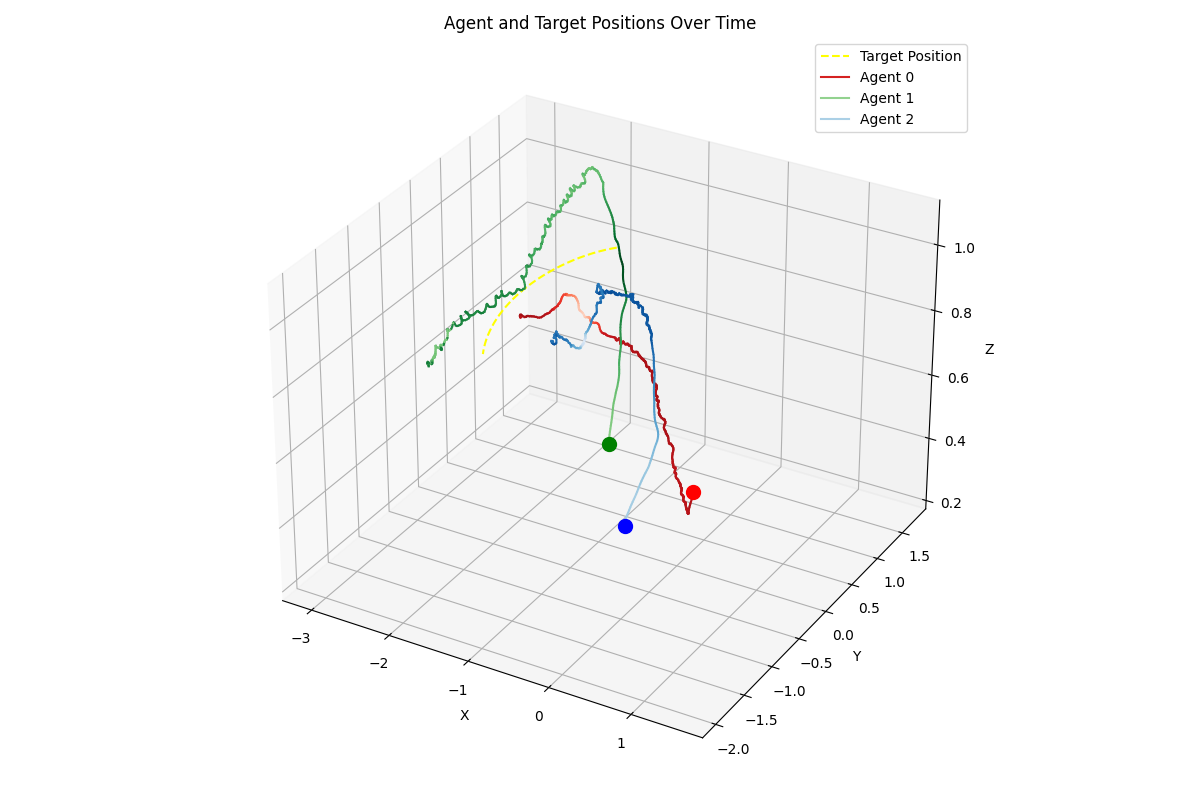 Agent and Target Positions Over Time
Target Position
Agent 0
Agent 1
Agent 2
1.0
0.8
Z
0.6
0.4
0.2
1.5
1.0
0.5
0.0
Y
−0.5
−1.0
−1.5
−2.0
−3
−2
−1
X
0
1